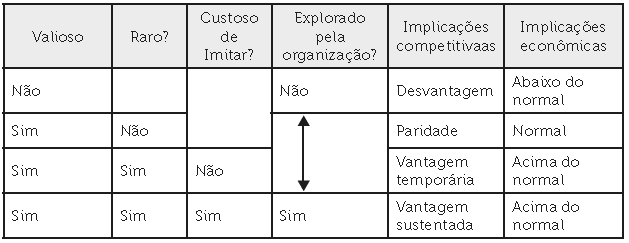 Valioso
Raro?
Custoso
de
Imitar?
Explorado
pela
organização?
Implicações
competitivaas
Implicações
econômicas
Não
Não
Desvantagem
Abaixo do
normal
Sim
Não
Paridade
Normal
Sim
Sim
Não
Vantagem
temporária
Acima do
normal
Sim
Sim
Sim
Sim
Vantagem
sustentada
Acima do
normal